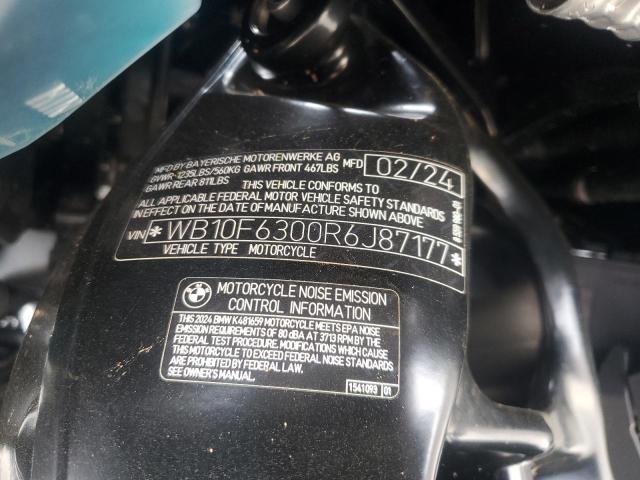 MFD BY BAYERISCHE MOTORENWERKE AG
GVWR-1235LBS/560KG GAWR FRONT 467LBS MFD 02/24
GAWR REAR 811LBS THIS VEHICLE CONFORMS TO
ALL APPLICABLE FEDERAL MOTOR VEHICLE SAFETY STANDARDS
IN EFFECT ON THE DATE OF MANUFACTURE SHOWN ABOVE
VIN *WB10F6300R6J87177*
VEHICLE TYPE MOTORCYCLE
BMW
MOTORCYCLE NOISE EMISSION
CONTROL INFORMATION
THIS 2024 BMW K481659 MOTORCYCLE MEETS EPA NOISE
EMISSION REQUIREMENTS OF 80 dBA AT 3713 RPM BY THE
FEDERAL TEST PROCEDURE. MODIFICATIONS WHICH CAUSE
THIS MOTORCYCLE TO EXCEED FEDERAL NOISE STANDARDS
ARE PROHIBITED BY FEDERAL LAW.
SEE OWNER'S MANUAL.
1541093 01